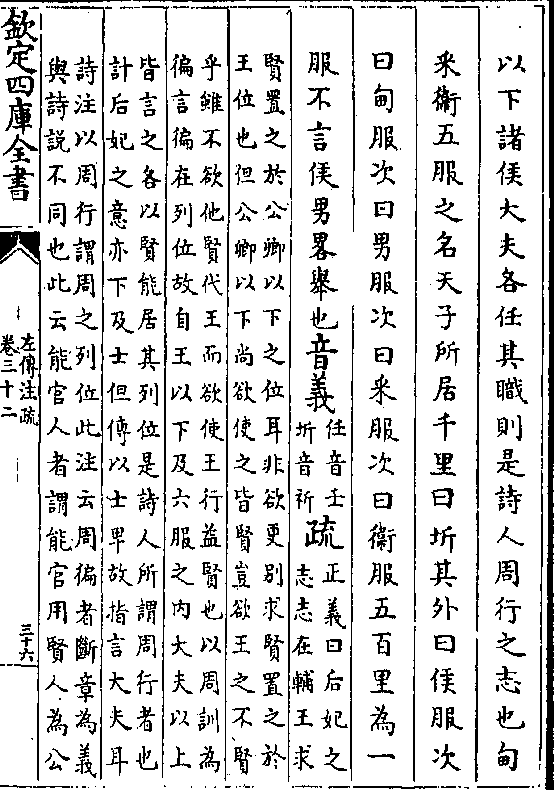 以下諸侯大夫各任其職則是詩人周行之志也甸
采衛五服之名天子所居千里曰圻其外曰侯服次
曰甸服次曰男服次曰采服次曰衛服五百里為一
服不言侯男畧舉也音義
任音壬
圻音祈
疏
正義曰后妃之
志志在輔王求
賢置之於公卿以下之位耳非欲更别求賢置之於
王位也但公卿以下尚欲使之皆賢豈欲王之不賢
乎雖不欲他賢代王而欲使王行益賢也以周訓為
徧言徧在列位故自王以下及六服之内大夫以上
皆言之各以賢能居其列位是詩人所謂周行者也
計后妃之意亦下及士但傳以士卑故指言大夫耳
詩注以周行謂周之列位此注云周徧者斷章為義
與詩説不同也此云能官人者謂能官用賢人為公
欽定四庫全書
左傳注疏
卷三十二
三十六